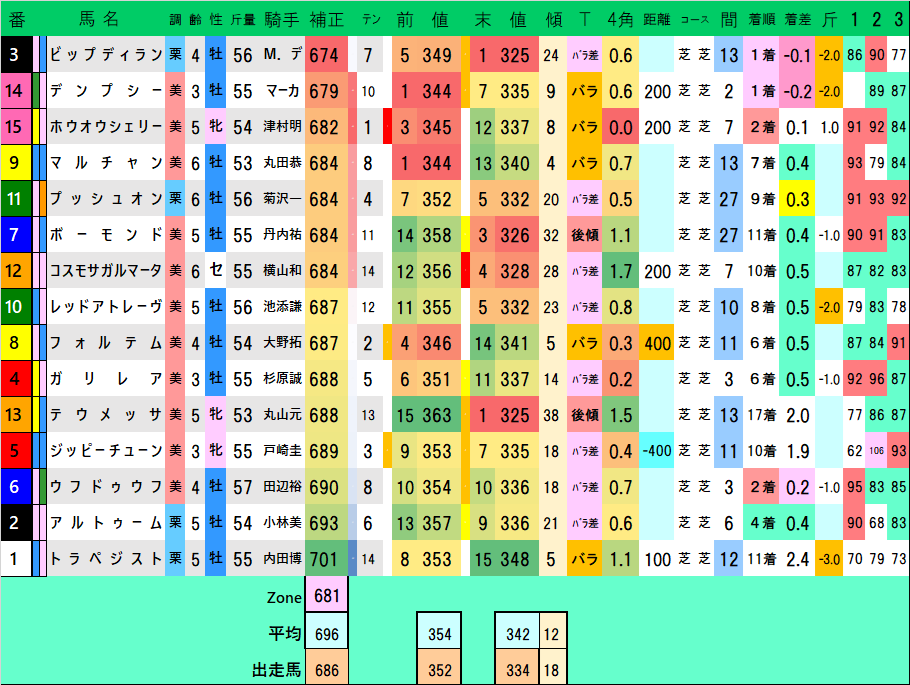 番 馬名 調 齢 性 斤量 騎手 補正 テン 前 値 末 値 傾 T 4角 距離 コース 間 着順 着差 斤 1 2 3
3 ビップディラン 栗 4 牡 56 M. デ 674 7 5 349 1 325 24 ﾊﾞﾗ差 0.6 芝 芝 13 1着 -0.1 -2.0 86 90 77
14 デンプシー 美 3 牡 55 マーカ 679 10 1 344 7 335 9 バラ 0.6 200 芝 芝 2 1着 -0.2 -2.0 89 87
15 ホウオウシェリー 美 5 牝 54 津村明 682 1 3 345 12 337 8 バラ 0.0 200 芝 芝 7 2着 0.1 1.0 91 92 84
9 マルチャン 美 6 牡 53 丸田恭 684 8 1 344 13 340 4 バラ 0.7 芝 芝 13 7着 0.4 93 79 84
11 プッシュオン 栗 6 牡 56 菊沢一 684 4 7 352 5 332 20 ﾊﾞﾗ差 0.5 芝 芝 27 9着 0.3 91 93 92
7 ボーモンド 美 5 牡 55 丹内祐 684 11 14 358 3 326 32 後傾 1.1 芝 芝 27 11着 0.4 -1.0 90 91 83
12 コスモサガルマータ 美 6 セ 55 横山和 684 14 12 356 4 328 28 ﾊﾞﾗ差 1.7 200 芝 芝 7 10着 0.5 87 82 83
10 レッドアトレーヴ 美 5 牡 56 池添謙 687 12 11 355 5 332 23 ﾊﾞﾗ差 0.8 芝 芝 10 8着 0.5 -2.0 79 83 78
8 フォルテム 美 4 牡 54 大野拓 687 2 4 346 14 341 5 バラ 0.3 400 芝 芝 11 6着 0.5 87 84 91
4 ガリレア 美 3 牡 55 杉原誠 688 5 6 351 11 337 14 ﾊﾞﾗ差 0.2 芝 芝 3 6着 0.5 -1.0 92 96 87
13 テウメッサ 美 5 牝 53 丸山元 688 13 15 363 1 325 38 後傾 1.5 芝 芝 13 17着 2.0 77 86 87
5 ジッピーチューン 美 3 牝 55 戸崎圭 689 3 9 353 7 335 18 ﾊﾞﾗ差 0.4 -400 芝 芝 11 10着 1.9 62 106 93
6 ウフドゥウフ 美 4 牡 57 田辺裕 690 8 10 354 10 336 18 ﾊﾞﾗ差 0.7 芝 芝 3 2着 0.2 -1.0 95 83 85
2 アルトゥーム 栗 5 牡 54 小林美 693 6 13 357 9 336 21 ﾊﾞﾗ差 0.6 芝 芝 6 4着 0.4 90 68 83
1 トラペジスト 栗 5 牡 55 内田博 701 14 8 353 15 348 5 バラ 1.1 100 芝 芝 12 11着 2.4 -3.0 70 79 73
Zone 681
平均 696 354 342 12
出走馬 686 352 334 18